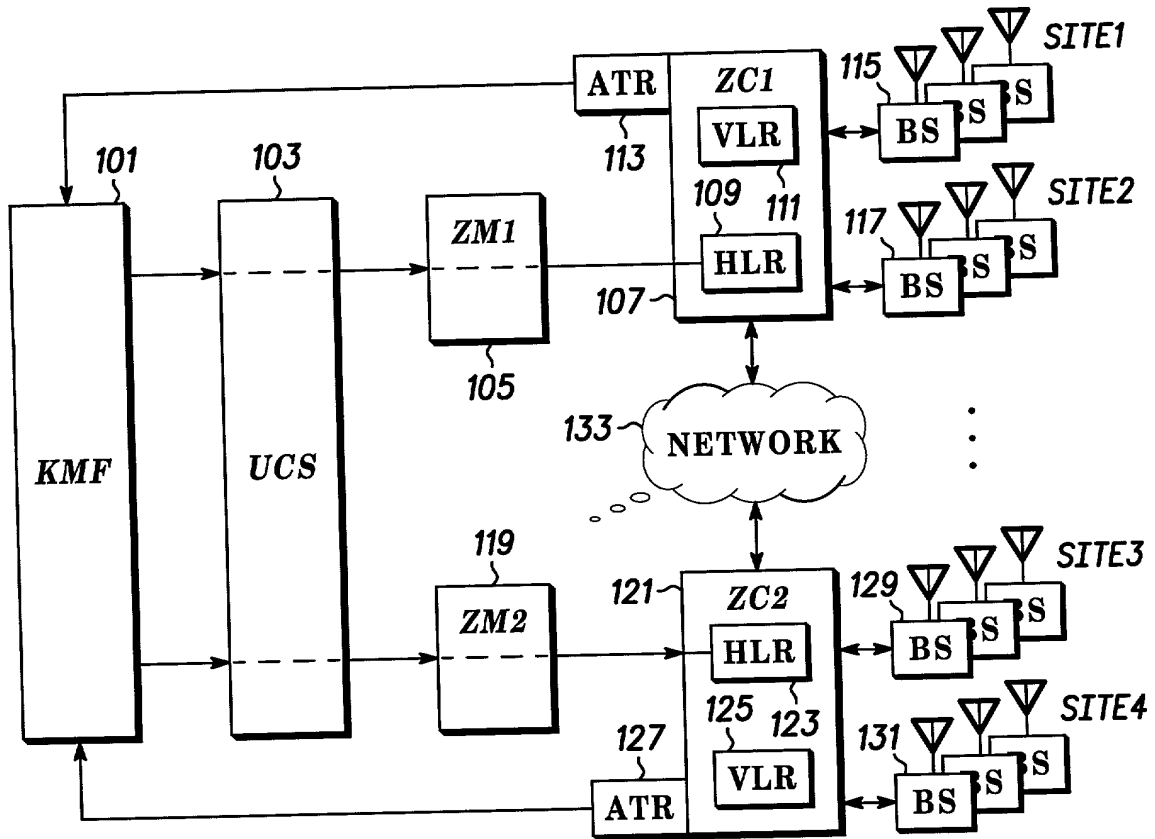 ATR
113
ZC1
VLR
111
109
HLR
107
115
BS
BS
BS
SITE1
117
BS
BS
BS
SITE2
101
KMF
103
UCS
ZM1
105
133
NETWORK
119
ZM2
121
ZC2
HLR
123
125
VLR
127
ATR
129
BS
BS
BS
SITE3
131
BS
BS
BS
SITE4